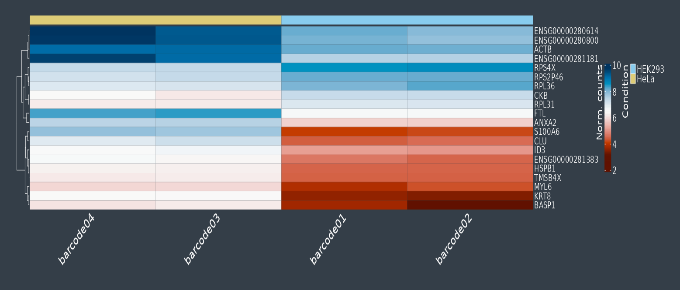 ENSG00000280614
ENSG00000280800
ACTB
ENSG00000281181
RPS4X
RPS2P46
RPL36
CKB
RPL31
FTL
ANXA2
S100A6
CLU
ID3
ENSG00000281383
HSPB1
TMSB4X
MYL6
KRT8
BASP1
barcode04
barcode03
barcode01
barcode02
Norm. counts
10
8
6
4
2
Condition
HEK293
HeLa